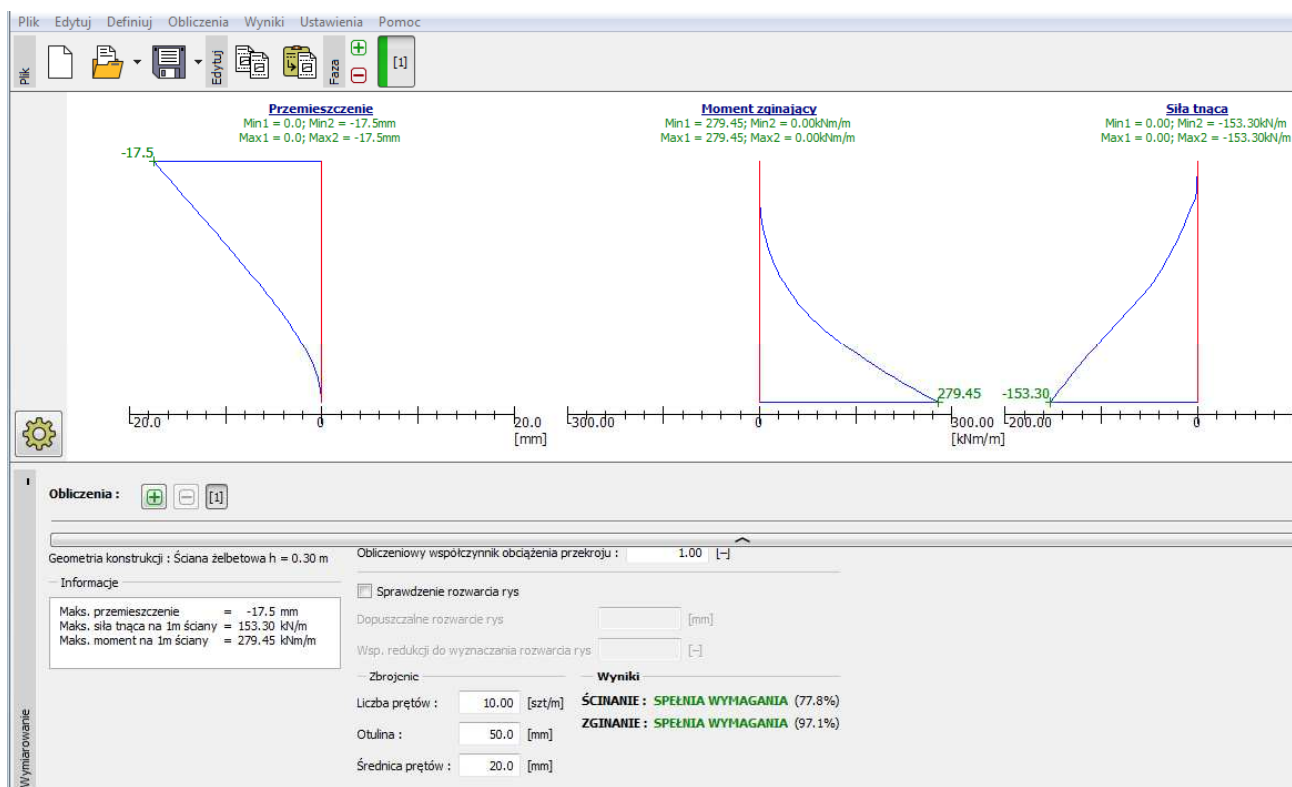 Plik Edytuj Definiuj Obliczenia Wyniki Ustawienia Pomoc
Plik
Edytuj
Faza
[1]
Przemieszczenie
Min1 = 0.0; Min2 = -17.5mm
Max1 = 0.0; Max2 = -17.5mm
-17.5
-20.0 0 20.0
[mm]
Moment zginający
Min1 = 279.45; Min2 = 0.00kNm/m
Max1 = 279.45; Max2 = 0.00kNm/m
279.45
-300.00 0 300.00
[kNm/m]
Siła tnąca
Min1 = 0.00; Min2 = -153.30kN/m
Max1 = 0.00; Max2 = -153.30kN/m
-153.30
-200.00 0
Obliczenia : [1]
Geometria konstrukcji : Ściana żelbetowa h = 0.30 m
Informacje
Maks. przemieszczenie = -17.5 mm
Maks. siła tnąca na 1m ściany = 153.30 kN/m
Maks. moment na 1m ściany = 279.45 kNm/m
Obliczeniowy współczynnik obciążenia przekroju : 1.00 [–]
Sprawdzenie rozwarcia rys
Dopuszczalne rozwarcie rys [mm]
Wsp. redukcji do wyznaczania rozwarcia rys [–]
Zbrojenie
Liczba prętów : 10.00 [szt/m]
Otulina : 50.0 [mm]
Średnica prętów : 20.0 [mm]
Wyniki
ŚCINANIE : SPEŁNIA WYMAGANIA (77.8%)
ZGINANIE : SPEŁNIA WYMAGANIA (97.1%)
Wymiarowanie